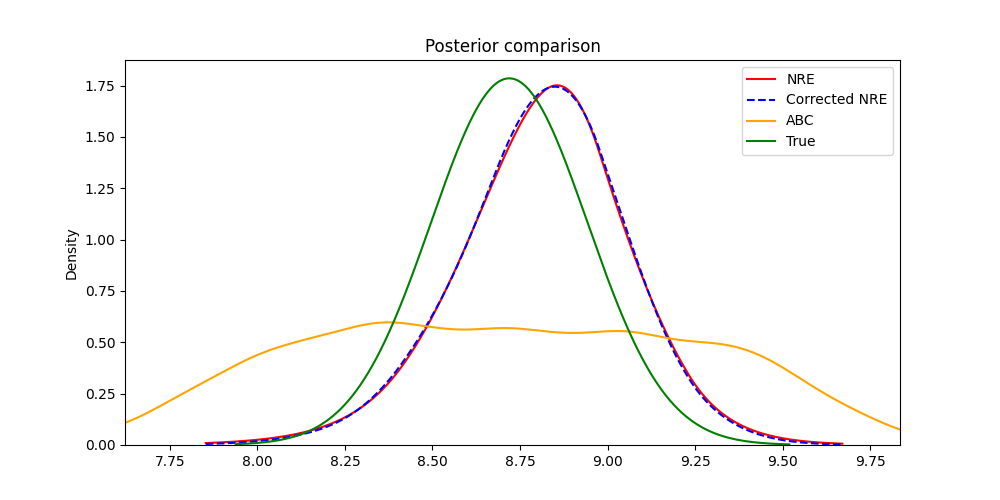 Posterior comparison
NRE
Corrected NRE
ABC
True
Density
1.75
1.50
1.25
1.00
0.75
0.50
0.25
0.00
7.75 8.00 8.25 8.50 8.75 9.00 9.25 9.50 9.75